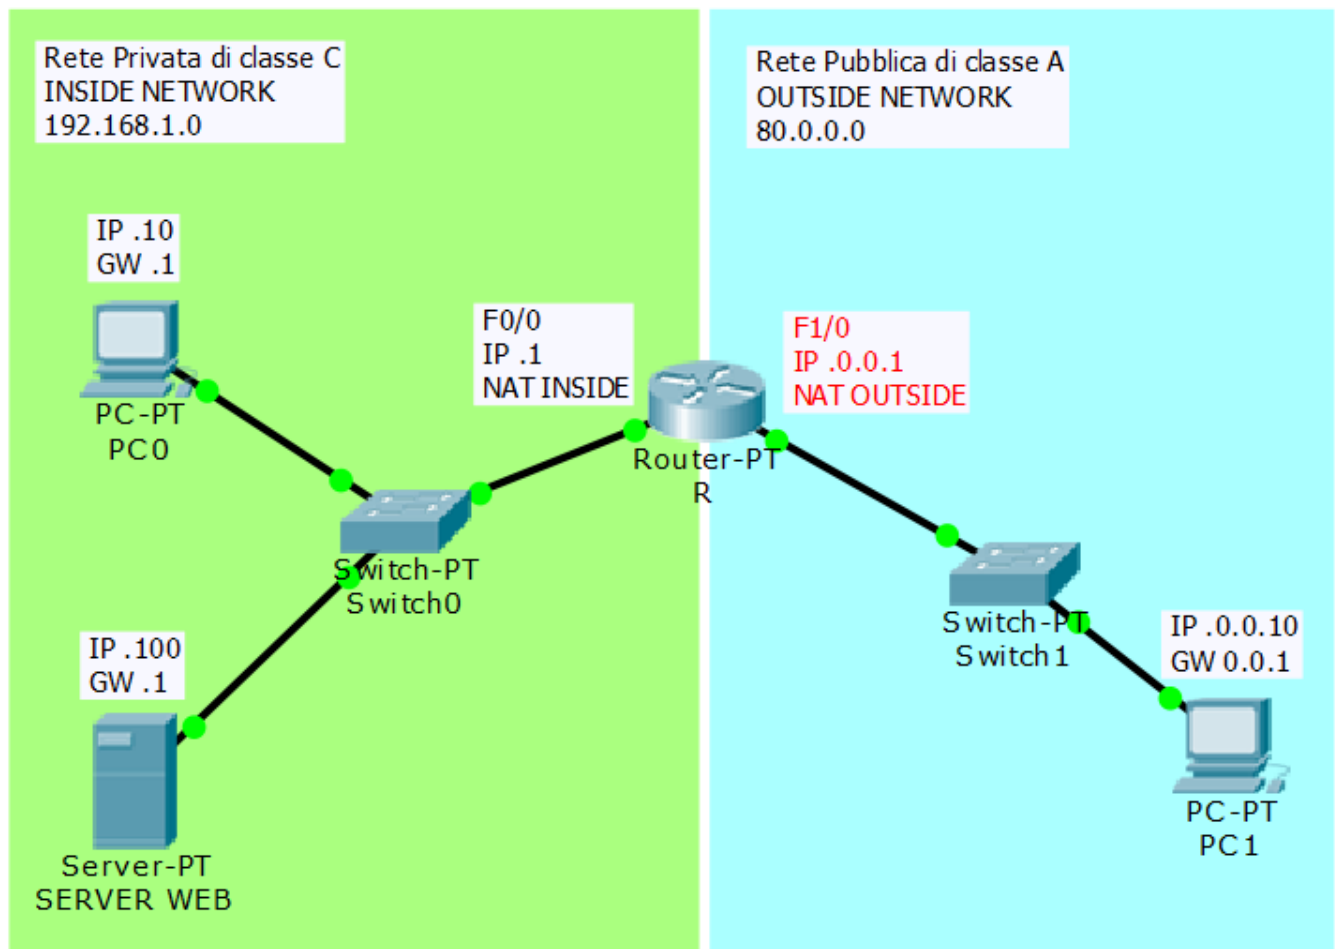 Rete Privata di classe C
INSIDE NETWORK
192.168.1.0
Rete Pubblica di classe A
OUTSIDE NETWORK
80.0.0.0
IP .10
GW .1
PC-PT
PC0
F0/0
IP .1
NAT INSIDE
F1/0
IP .0.0.1
NAT OUTSIDE
Router-PT
R
Switch-PT
Switch0
Switch-PT
Switch1
IP .0.0.10
GW 0.0.1
PC-PT
PC1
IP .100
GW .1
Server-PT
SERVER WEB